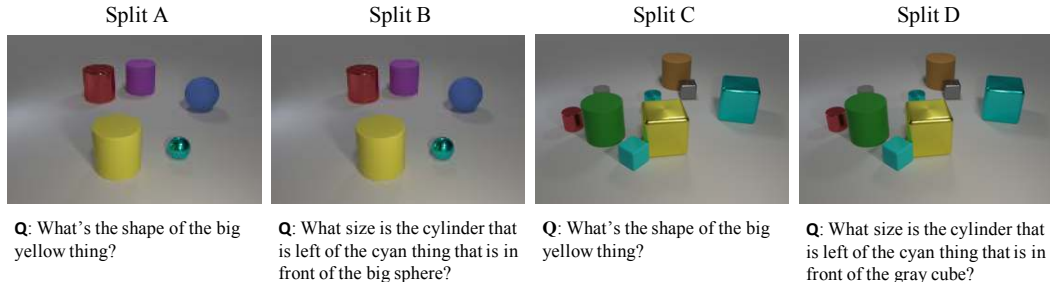 Split A
Split B
Split C
Split D
Q: What's the shape of the big
yellow thing?
Q: What size is the cylinder that
is left of the cyan thing that is in
front of the big sphere?
Q: What's the shape of the big
yellow thing?
Q: What size is the cylinder that
is left of the cyan thing that is in
front of the gray cube?